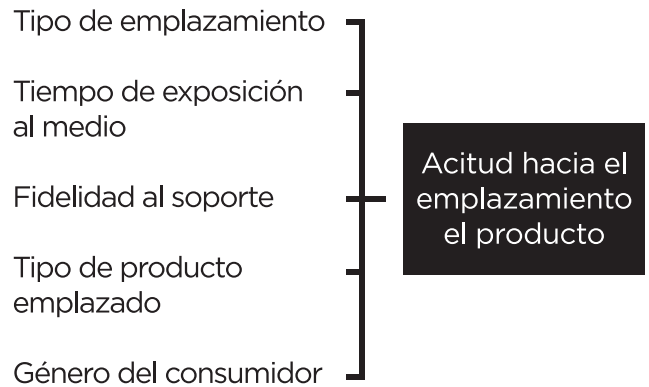 Tipo de emplazamiento
Tiempo de exposición
al medio
Fidelidad al soporte
Tipo de producto
emplazado
Género del consumidor
Acitud hacia el
emplazamiento
el producto